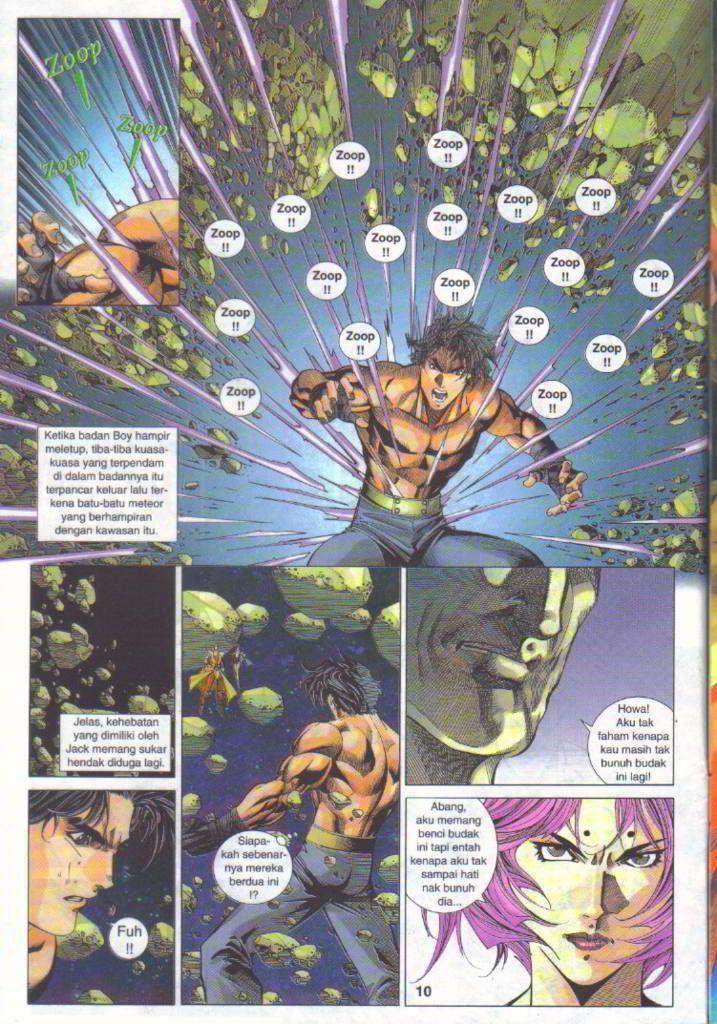 Zoop
Zoop
Zoop
Zoop
!!
Zoop
!!
Zoop
!!
Zoop
!!
Zoop
!!
Zoop
!!
Zoop
!!
Zoop
!!
Zoop
!!
Zoop
!!
Zoop
!!
Zoop
!!
Zoop
!!
Zoop
!!
Zoop
!!
Zoop
!!
Zoop
!!
Zoop
!!
Ketika badan Boy hampir
meletup, tiba-tiba kuasa-
kuasa yang terpendam
di dalam badannya itu
terpancar keluar lalu ter-
kena batu-batu meteor
yang berhampiran
dengan kawasan itu.
Jelas, kehebatan
yang dimiliki oleh
Jack memang sukar
hendak diduga lagi.
Fuh
!!
Siapa-
kah sebenar-
nya mereka
berdua ini
!?
Howa!
Aku tak
faham kenapa
kau masih tak
bunuh budak
ini lagi!
Abang,
aku memang
benci budak
ini tapi entah
kenapa aku tak
sampai hati
nak bunuh
dia...
10